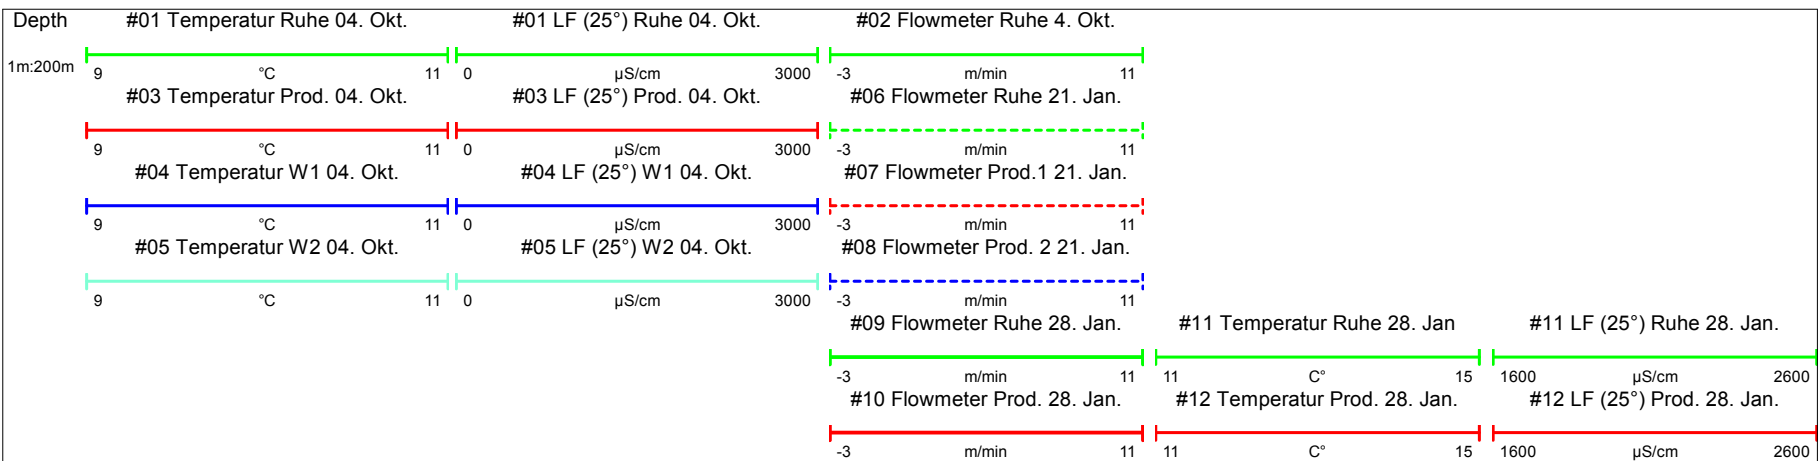 Depth #01 Temperatur Ruhe 04. Okt. #01 LF (25°) Ruhe 04. Okt. #02 Flowmeter Ruhe 4. Okt.
1m:200m 9 °C 11 0 µS/cm 3000 -3 m/min 11
#03 Temperatur Prod. 04. Okt. #03 LF (25°) Prod. 04. Okt. #06 Flowmeter Ruhe 21. Jan.
9 °C 11 0 µS/cm 3000 -3 m/min 11
#04 Temperatur W1 04. Okt. #04 LF (25°) W1 04. Okt. #07 Flowmeter Prod.1 21. Jan.
9 °C 11 0 µS/cm 3000 -3 m/min 11
#05 Temperatur W2 04. Okt. #05 LF (25°) W2 04. Okt. #08 Flowmeter Prod. 2 21. Jan.
9 °C 11 0 µS/cm 3000 -3 m/min 11
#09 Flowmeter Ruhe 28. Jan. #11 Temperatur Ruhe 28. Jan #11 LF (25°) Ruhe 28. Jan.
-3 m/min 11 11 C° 15 1600 µS/cm 2600
#10 Flowmeter Prod. 28. Jan. #12 Temperatur Prod. 28. Jan. #12 LF (25°) Prod. 28. Jan.
-3 m/min 11 11 C° 15 1600 µS/cm 2600